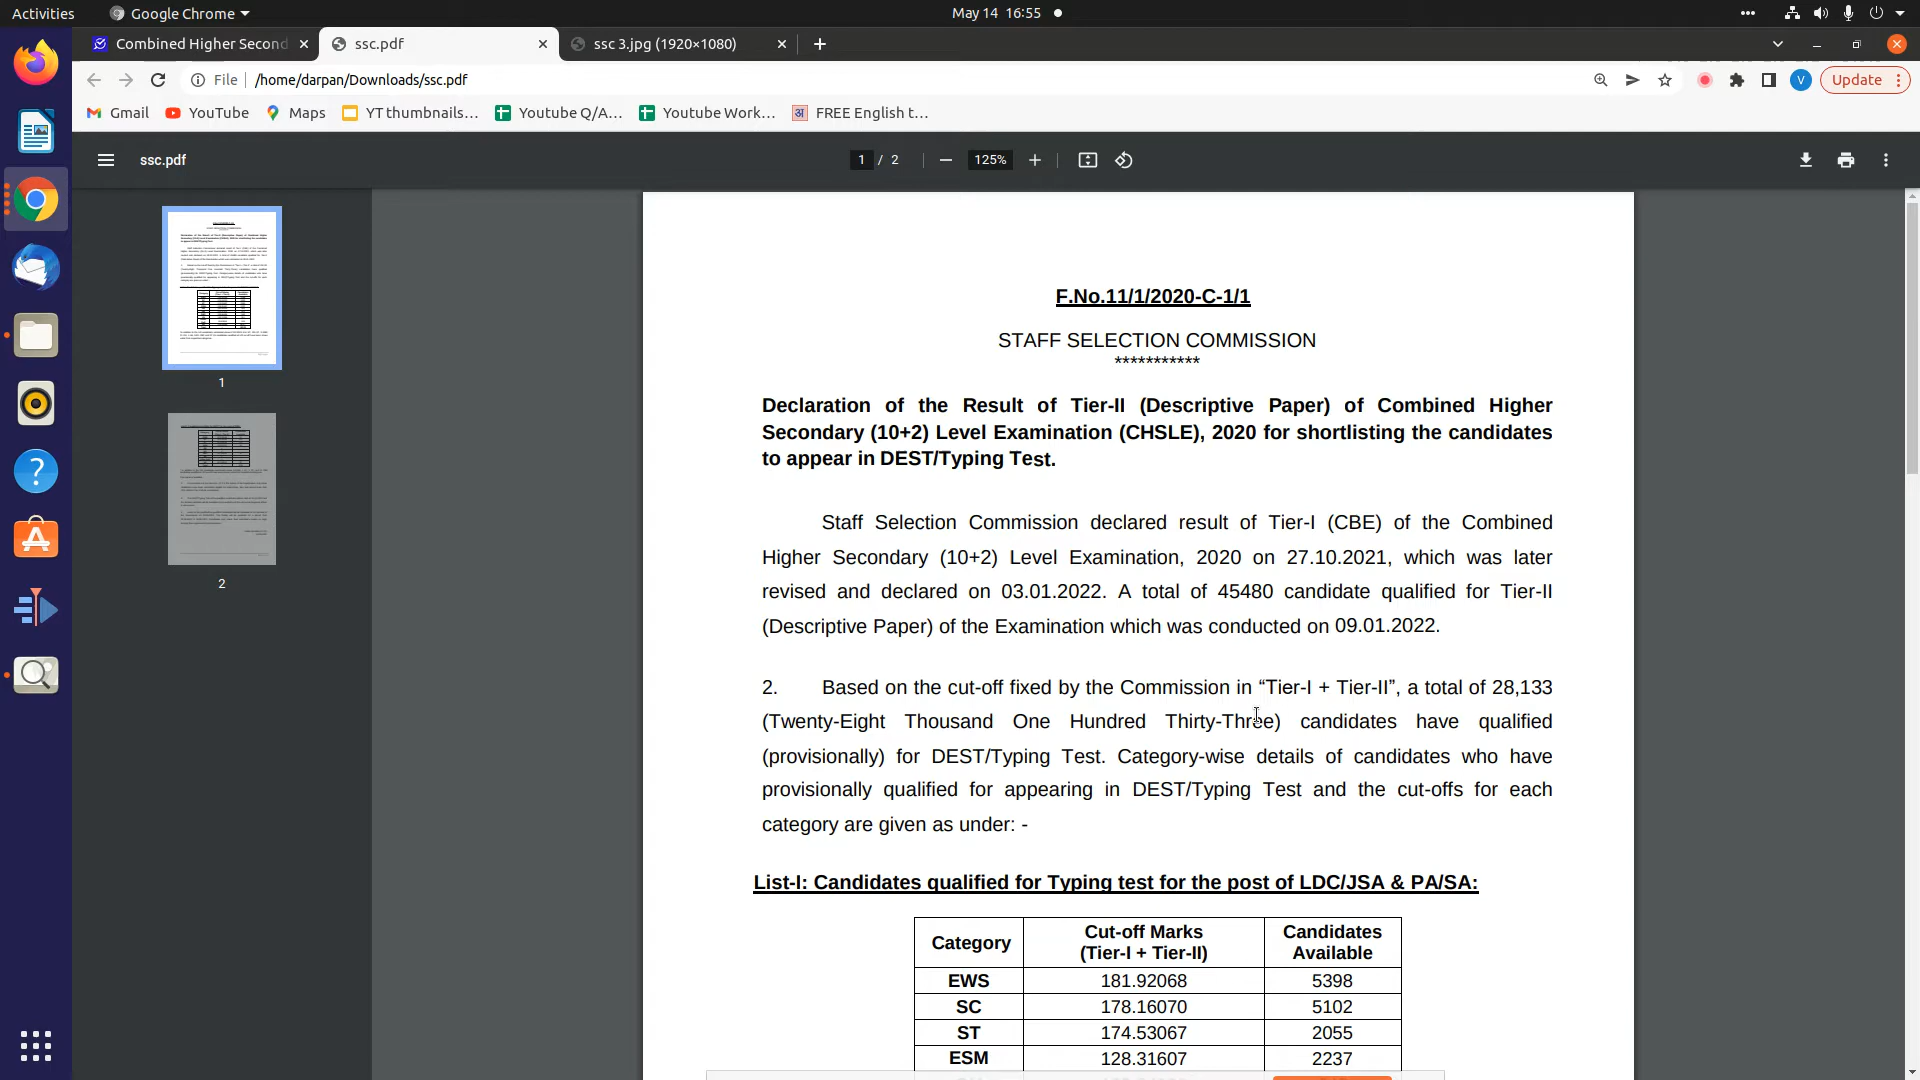 Activities
Google Chrome
May 14 16:55
Combined Higher Second
ssc.pdf
ssc 3.jpg (1920×1080)
File
/home/darpan/Downloads/ssc.pdf
V
Update
Gmail
YouTube
Maps
YT thumbnails...
Youtube Q/A...
Youtube Work...
FREE English t...
ssc.pdf
1 / 2
125%
1
2
F.No.11/1/2020-C-1/1
STAFF SELECTION COMMISSION
***********
Declaration of the Result of Tier-II (Descriptive Paper) of Combined Higher
Secondary (10+2) Level Examination (CHSLE), 2020 for shortlisting the candidates
to appear in DEST/Typing Test.
Staff Selection Commission declared result of Tier-I (CBE) of the Combined
Higher Secondary (10+2) Level Examination, 2020 on 27.10.2021, which was later
revised and declared on 03.01.2022. A total of 45480 candidate qualified for Tier-II
(Descriptive Paper) of the Examination which was conducted on 09.01.2022.
2. Based on the cut-off fixed by the Commission in “Tier-I + Tier-II”, a total of 28,133
(Twenty-Eight Thousand One Hundred Thirty-Three) candidates have qualified
(provisionally) for DEST/Typing Test. Category-wise details of candidates who have
provisionally qualified for appearing in DEST/Typing Test and the cut-offs for each
category are given as under: -
List-I: Candidates qualified for Typing test for the post of LDC/JSA & PA/SA:
Category Cut-off Marks (Tier-I + Tier-II) Candidates Available
EWS 181.92068 5398
SC 178.16070 5102
ST 174.53067 2055
ESM 128.31607 2237